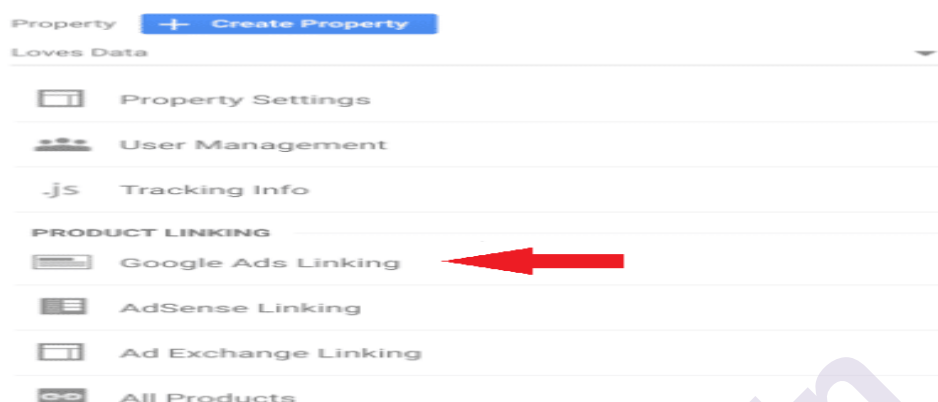 Property + Create Property
Loves Data
Property Settings
User Management
.js Tracking Info
PRODUCT LINKING
Google Ads Linking
AdSense Linking
Ad Exchange Linking
All Products